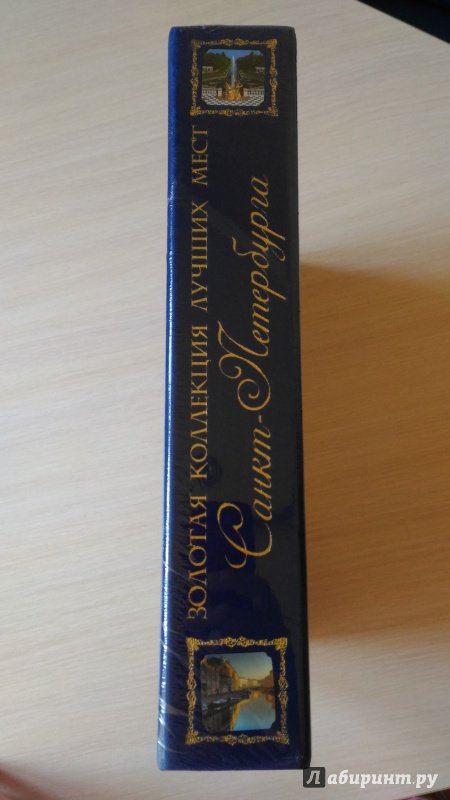 ЗОЛОТАЯ КОЛЛЕКЦИЯ ЛУЧШИХ МЕСТ
Санкт-Петербурга
Лабиринт.ру